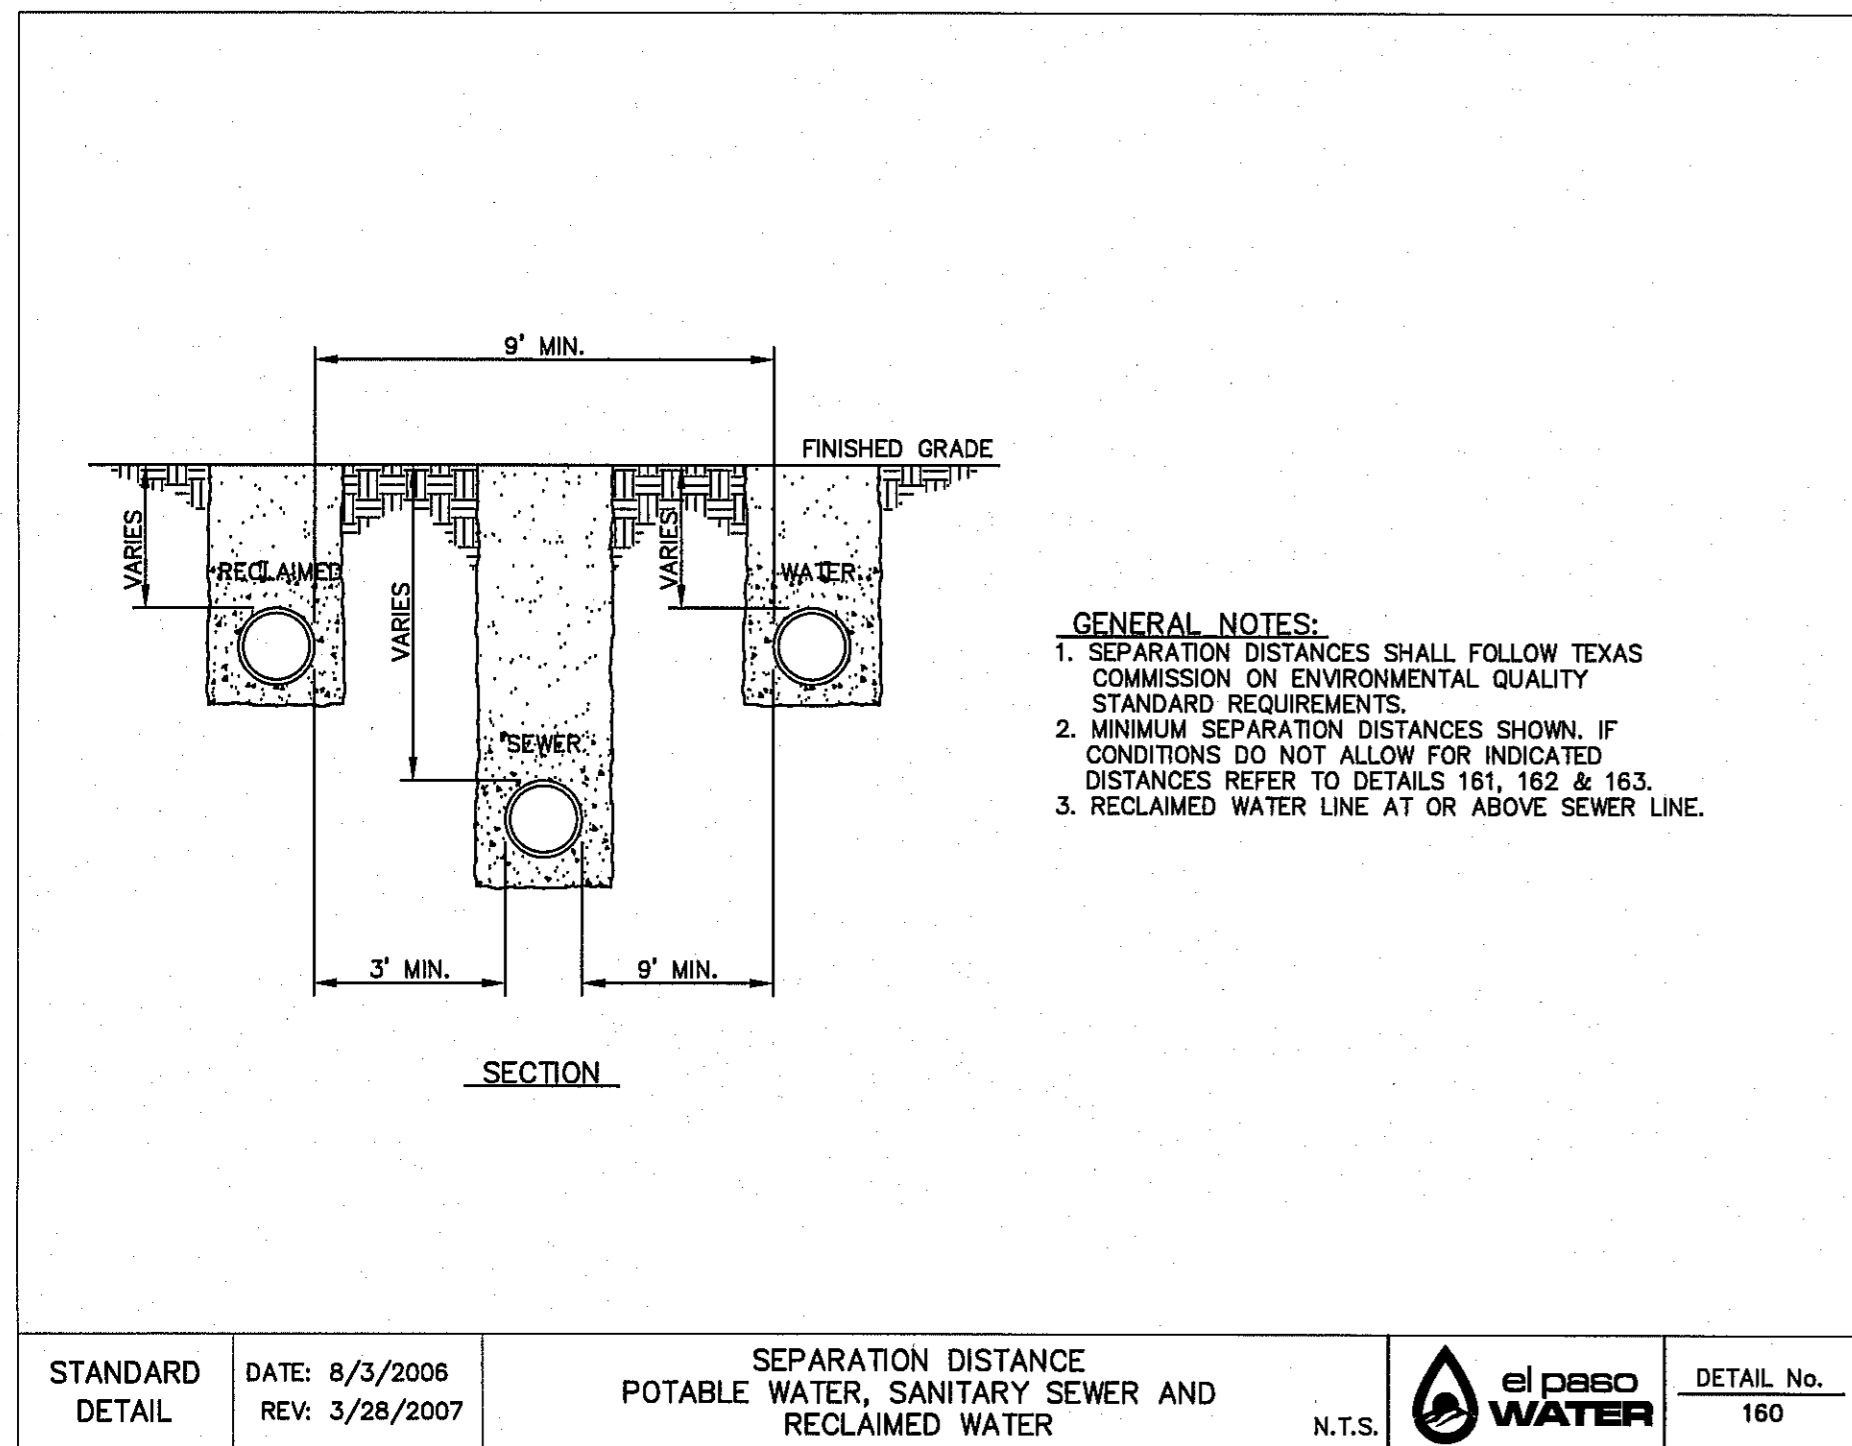 9' MIN.
FINISHED GRADE
VARIES
RECLAIMED
VARIES
VARIES
WATER
SEWER
3' MIN.
9' MIN.
SECTION
GENERAL NOTES:
1. SEPARATION DISTANCES SHALL FOLLOW TEXAS
COMMISSION ON ENVIRONMENTAL QUALITY
STANDARD REQUIREMENTS.
2. MINIMUM SEPARATION DISTANCES SHOWN. IF
CONDITIONS DO NOT ALLOW FOR INDICATED
DISTANCES REFER TO DETAILS 161, 162 & 163.
3. RECLAIMED WATER LINE AT OR ABOVE SEWER LINE.
STANDARD
DETAIL
DATE: 8/3/2006
REV: 3/28/2007
SEPARATION DISTANCE
POTABLE WATER, SANITARY SEWER AND
RECLAIMED WATER
N.T.S.
el paso
WATER
DETAIL No.
160